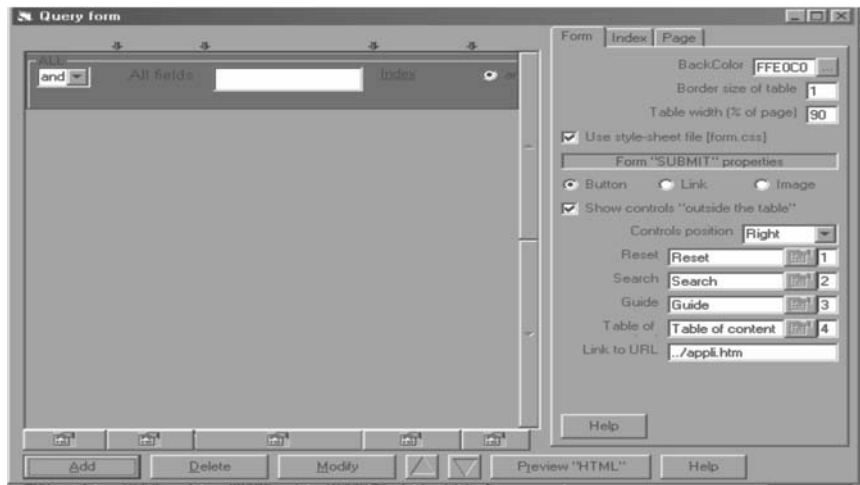 Query form
ALL
and All fields Index
Form Index Page
BackColor FFE0C0 ...
Border size of table 1
Table width (% of page) 90
Use style-sheet file [form.css]
Form "SUBMIT" properties
Button Link Image
Show controls "outside the table"
Controls position Right
Reset Reset 1
Search Search 2
Guide Guide 3
Table of Table of content 4
Link to URL ../appli.htm
Help
Add Delete Modify Preview "HTML" Help